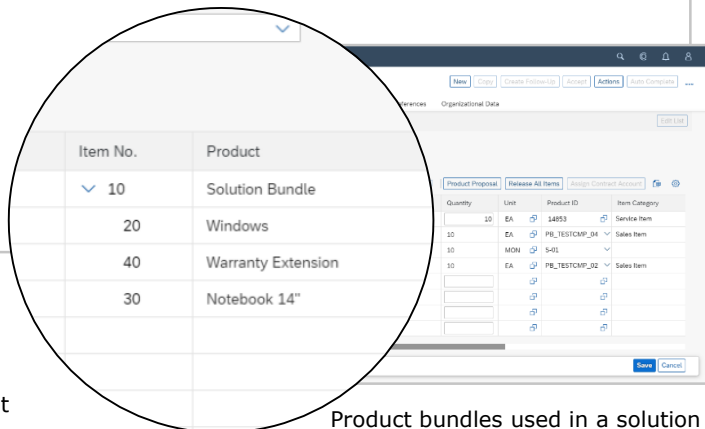 New Copy Create Follow-Up Accept Actions Auto Complete ...
Organizational Data
Edit List
Item No. Product
10 Solution Bundle
20 Windows
40 Warranty Extension
30 Notebook 14"
Product Proposal Release All Items Assign Contract Account
Quantity Unit Product ID Item Category
10 EA 14853 Service Item
10 EA PB_TESTCMP_04 Sales Item
10 MON S-01
10 EA PB_TESTCMP_02 Sales Item
Save Cancel
t
Product bundles used in a solution